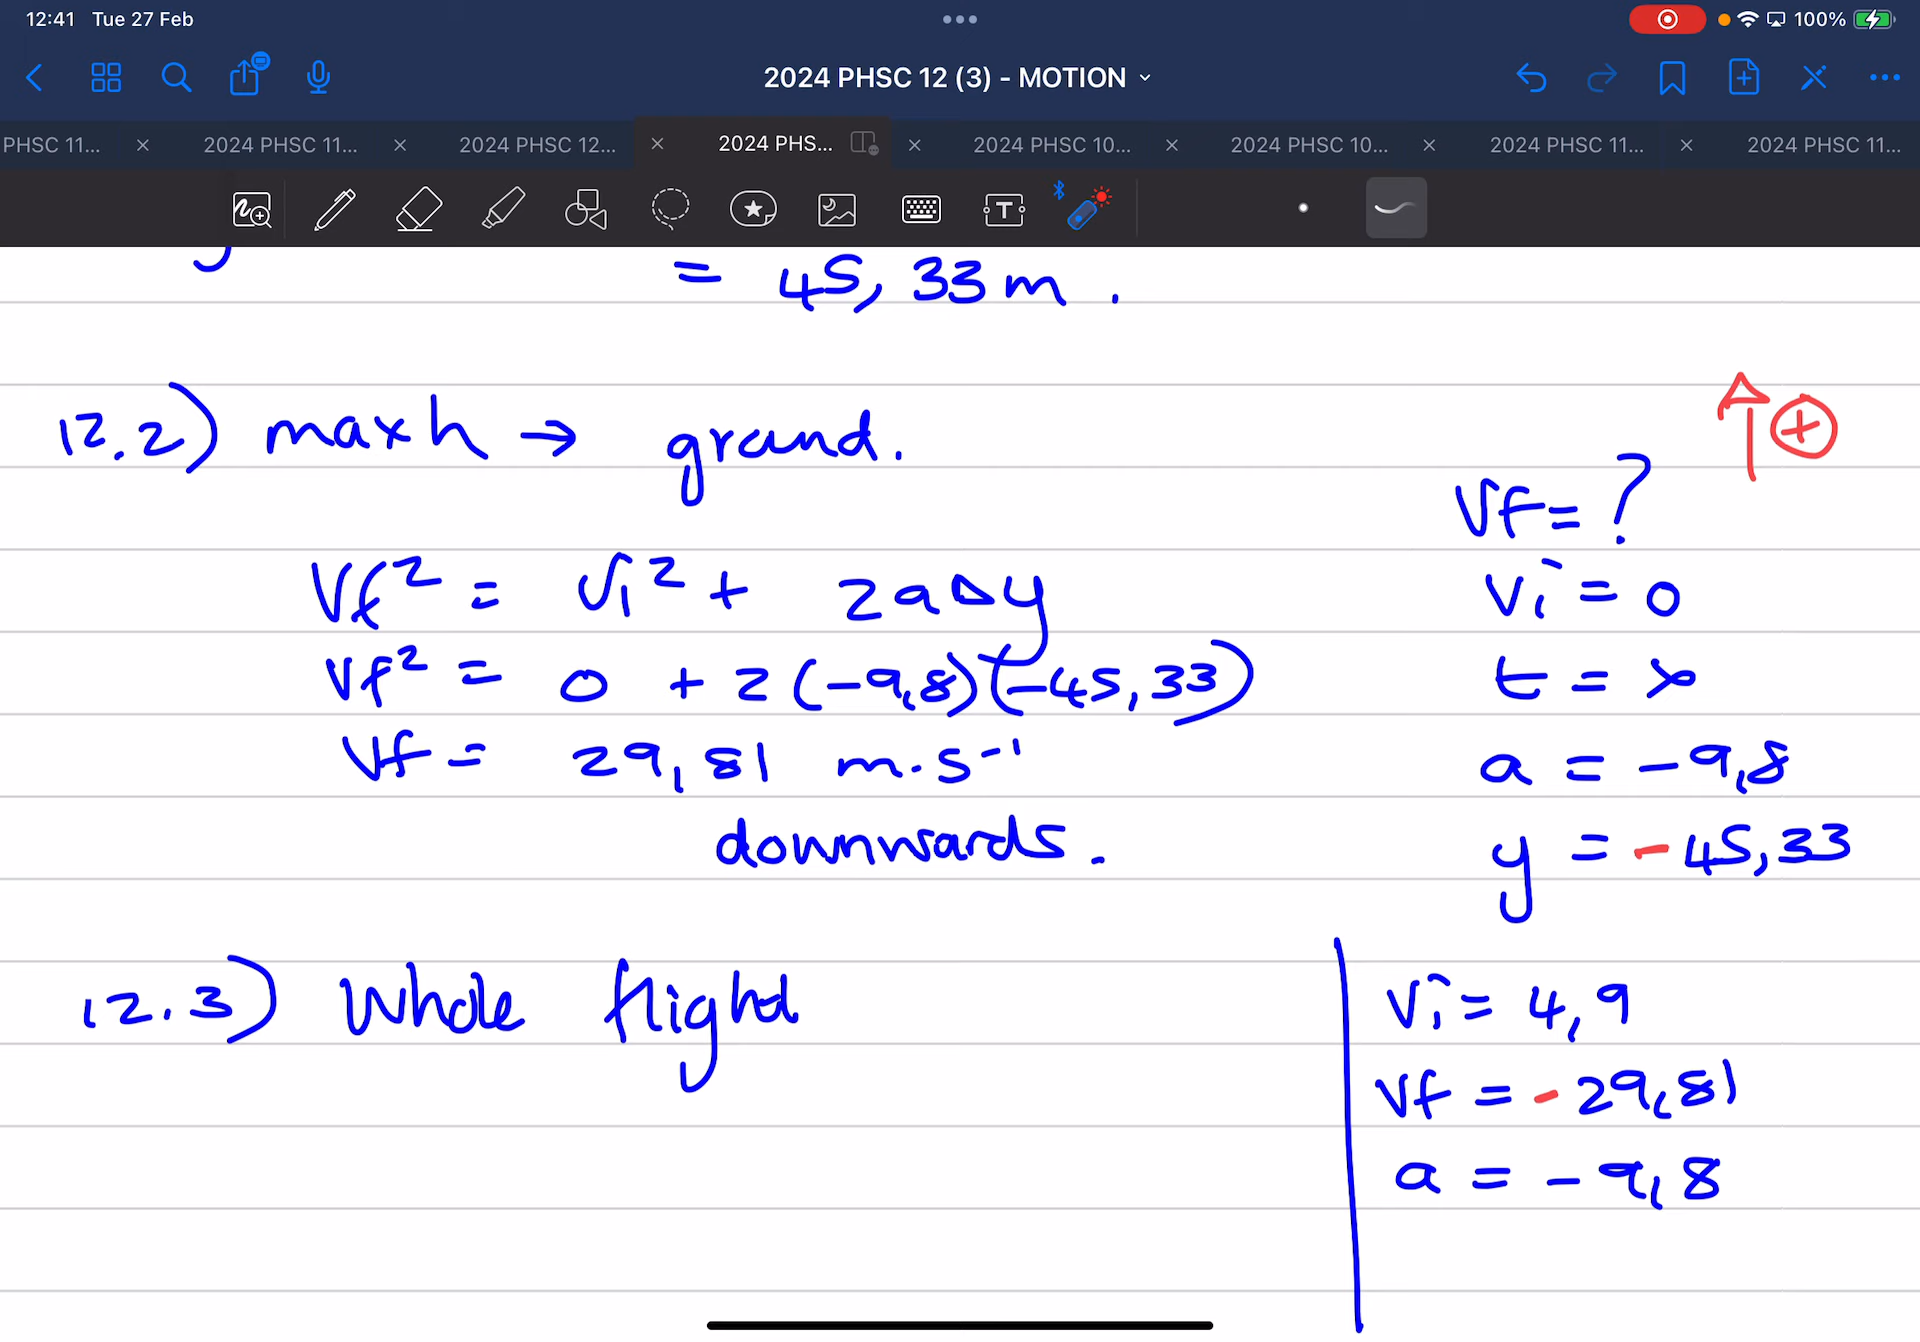 12:41 Tue 27 Feb
100%
2024 PHSC 12 (3) - MOTION
PHSC 11... 2024 PHSC 11... 2024 PHSC 12... 2024 PHS... 2024 PHSC 10... 2024 PHSC 10... 2024 PHSC 11... 2024 PHSC 11...
= 45,33 m.
12.2) max h → ground.
Vf² = Vi² + 2aΔy
Vf² = 0 + 2(-9,8)(-45,33)
Vf = 29,81 m·s⁻¹
downwards.
↑ (+)
Vf = ?
Vi = 0
t = x
a = -9,8
y = -45,33
12.3) Whole flight
Vi = 4,9
Vf = -29,81
a = -9,8